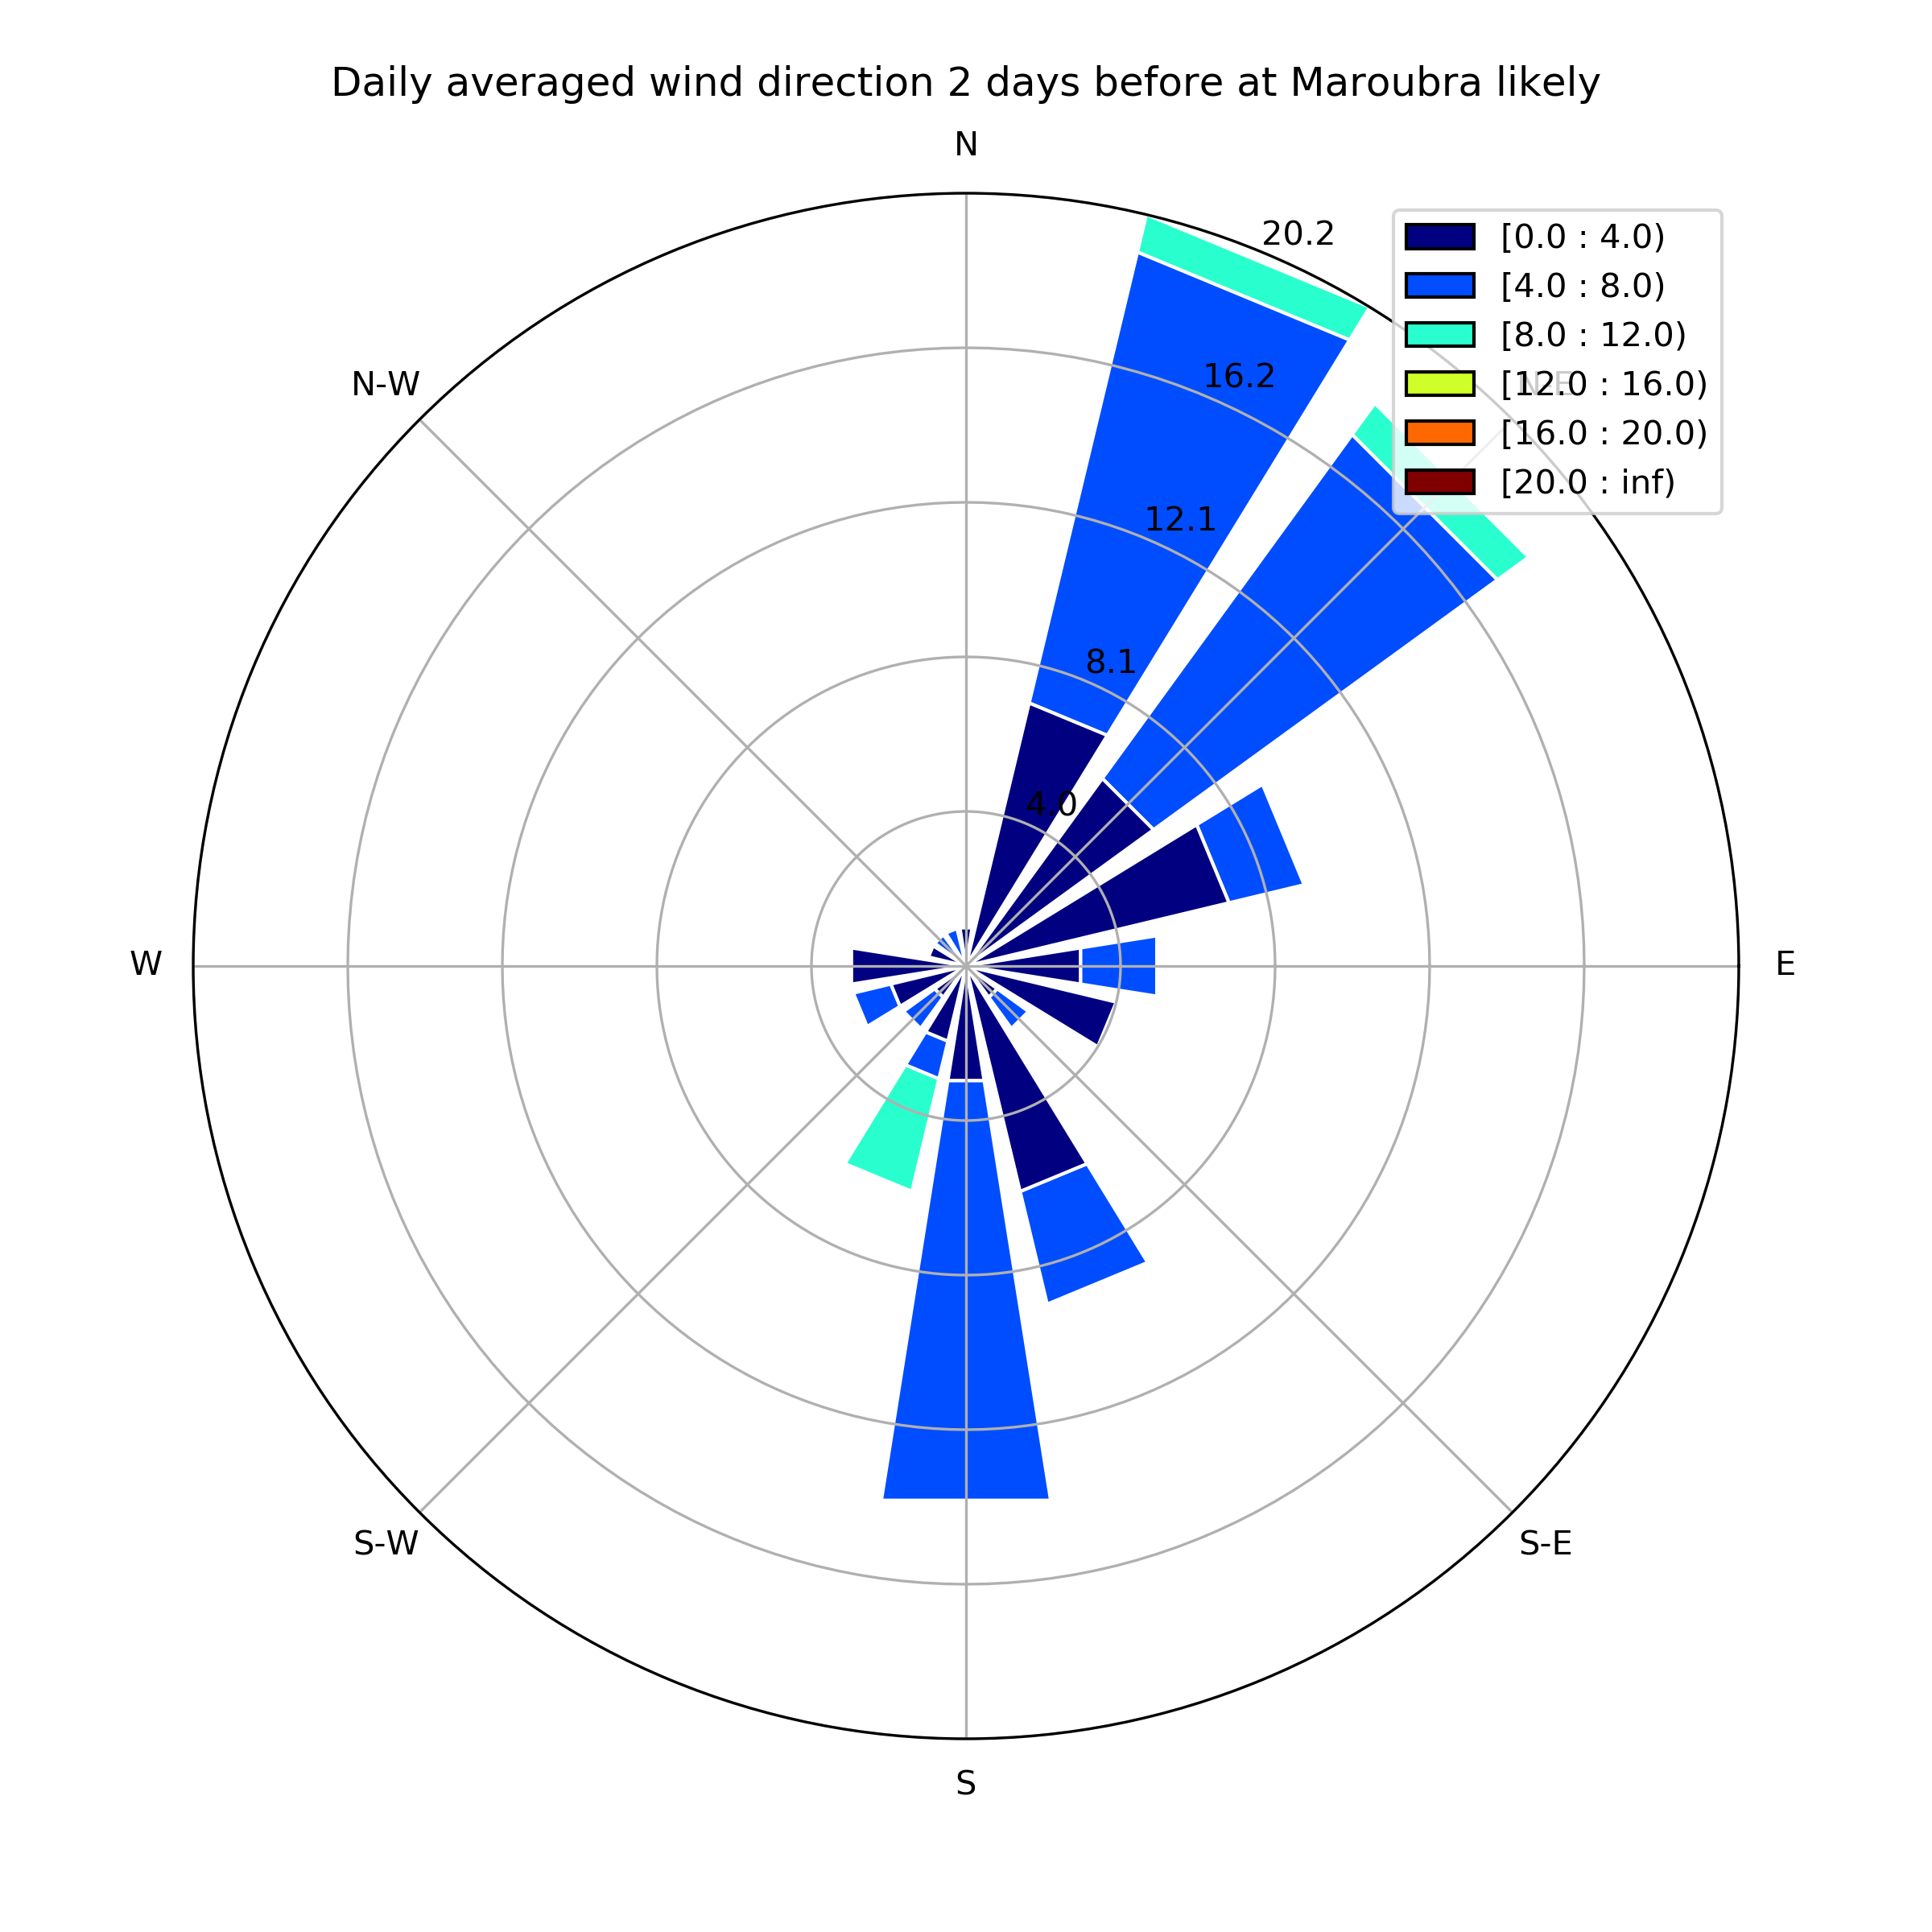 Daily averaged wind direction 2 days before at Maroubra likely
N
20.2
[0.0 : 4.0)
[4.0 : 8.0)
[8.0 : 12.0)
16.2
N-W
N-E
[12.0 : 16.0)
[16.0 : 20.0)
[20.0 : inf)
12.1
8.1
4.0
W
E
S-W
S-E
S